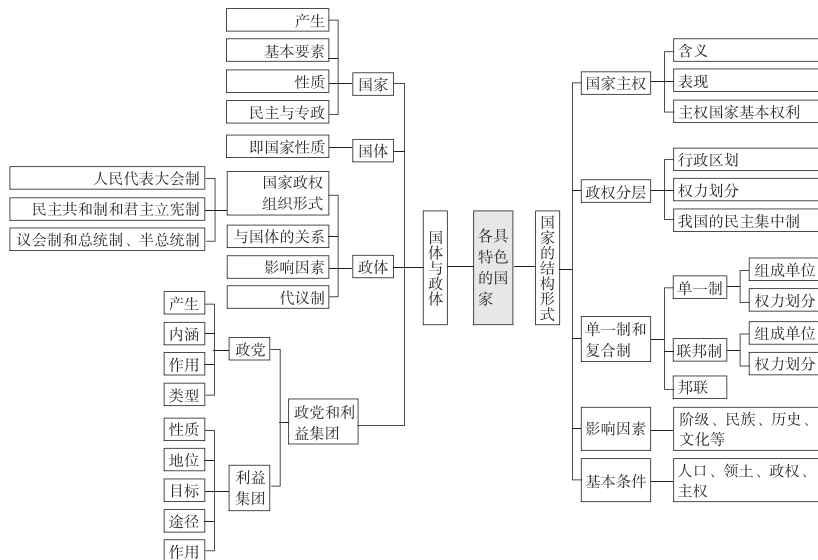 产生
基本要素
性质
民主与专政
国家
即国家性质
国体
人民代表大会制
民主共和制和君主立宪制
议会制和总统制、半总统制
国家政权
组织形式
与国体的关系
影响因素
代议制
政体
产生
内涵
作用
类型
政党
性质
地位
目标
途径
作用
利益
集团
政党和利
益集团
国体与政体
各具
特色
的国
家
国家的结构形式
国家主权
含义
表现
主权国家基本权利
政权分层
行政区划
权力划分
我国的民主集中制
单一制和
复合制
单一制
组成单位
权力划分
联邦制
组成单位
权力划分
邦联
影响因素
阶级、民族、历史、
文化等
基本条件
人口、领土、政权、
主权